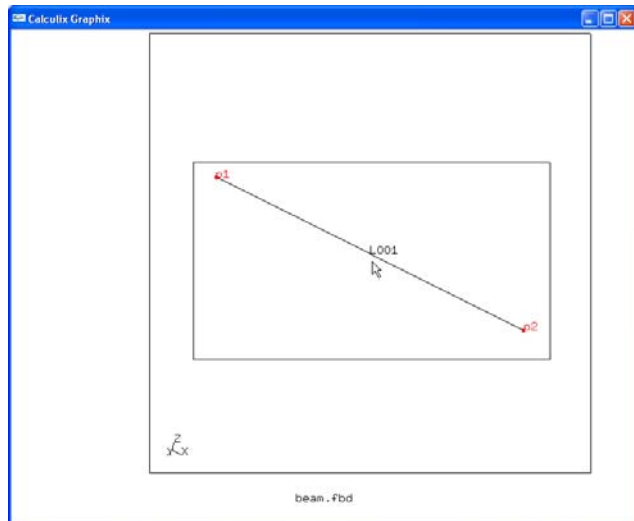 Calculix Graphix
p1
L001
p2
Z
Y X
beam.fbd